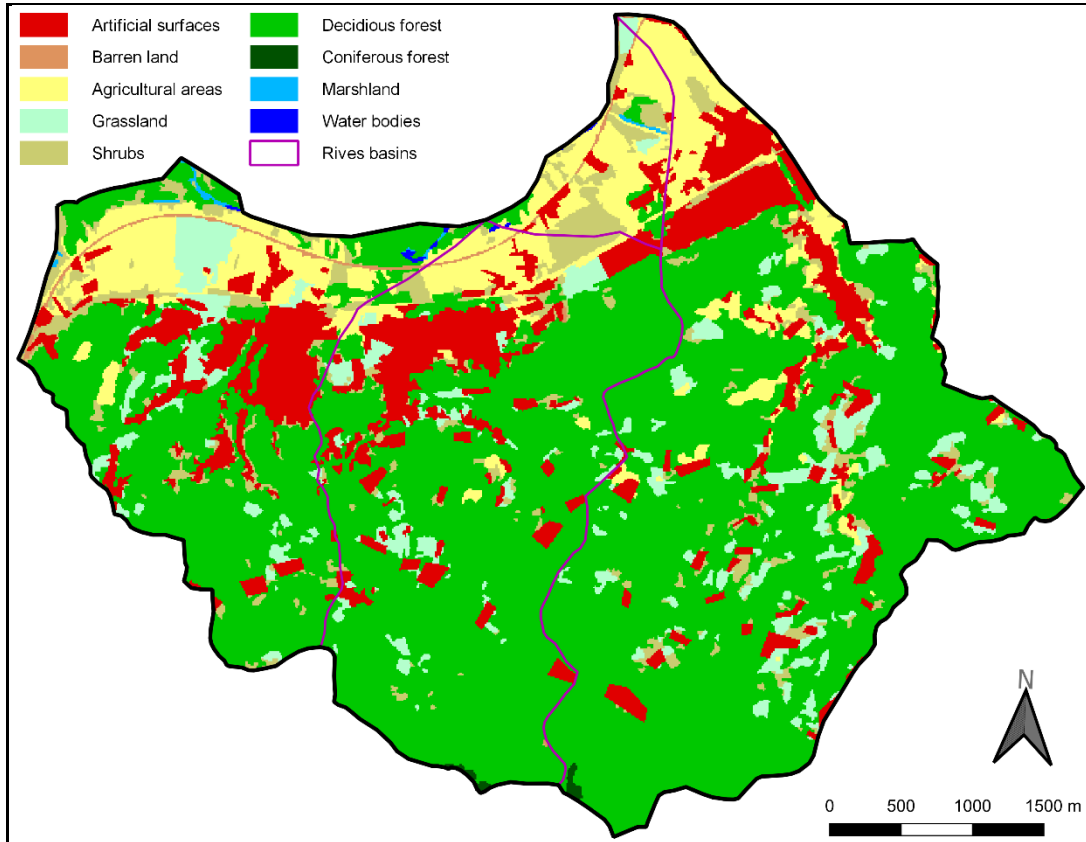 Artificial surfaces
Barren land
Agricultural areas
Grassland
Shrubs
Decidious forest
Coniferous forest
Marshland
Water bodies
Rives basins
N
0 500 1000 1500 m